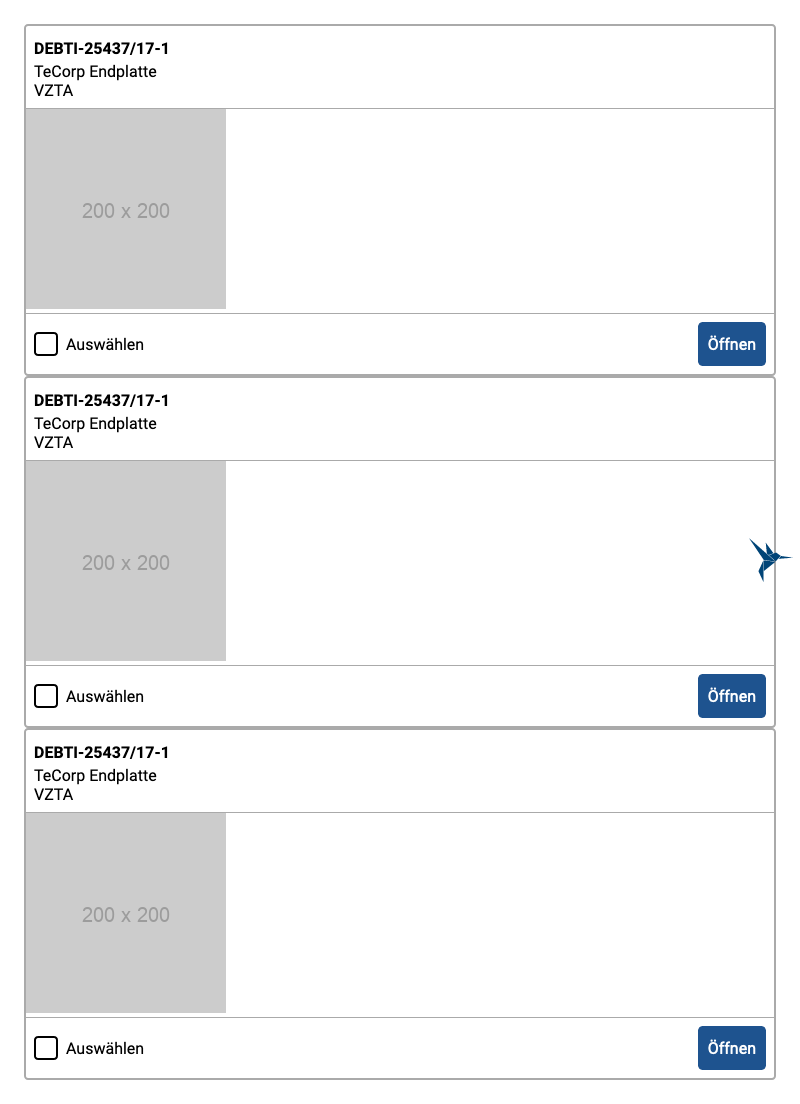 DEBTI-25437/17-1
TeCorp Endplatte
VZTA
200 x 200
Auswählen
Öffnen
DEBTI-25437/17-1
TeCorp Endplatte
VZTA
200 x 200
Auswählen
Öffnen
DEBTI-25437/17-1
TeCorp Endplatte
VZTA
200 x 200
Auswählen
Öffnen